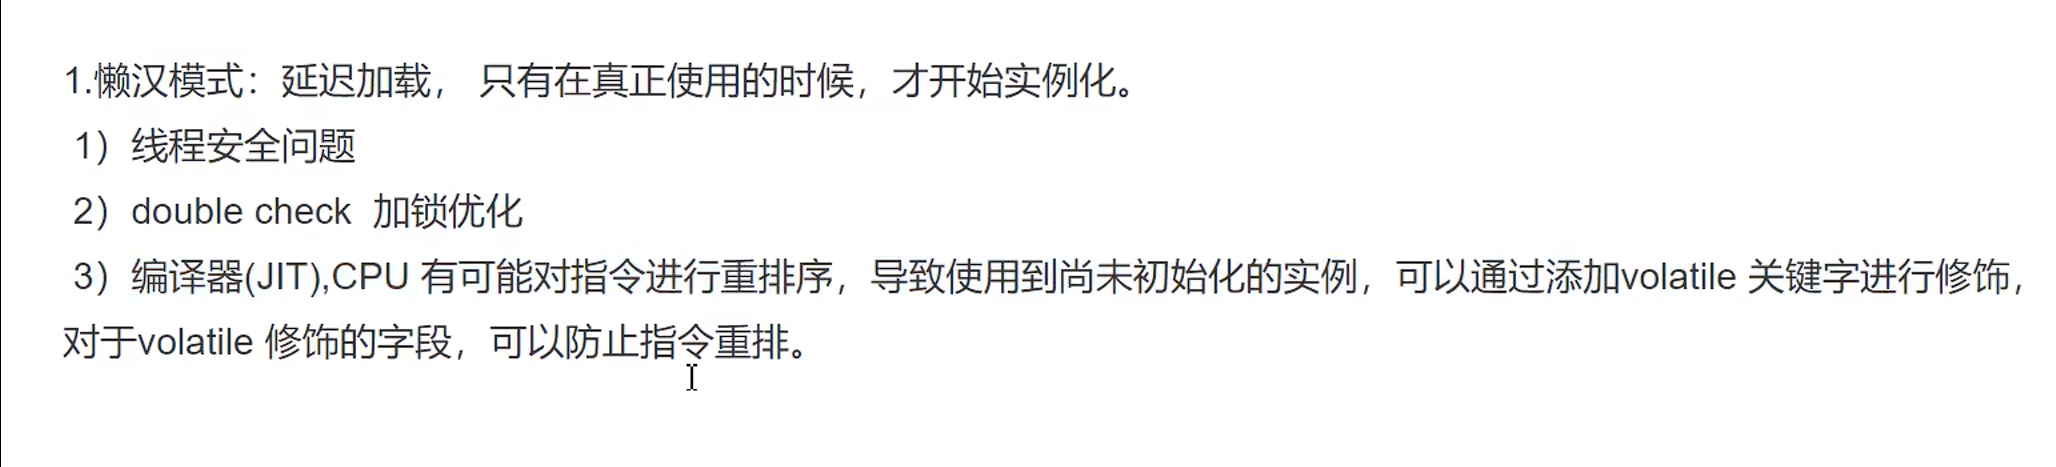 1.懒汉模式：延迟加载， 只有在真正使用的时候，才开始实例化。
1）线程安全问题
2）double check 加锁优化
3）编译器(JIT),CPU 有可能对指令进行重排序，导致使用到尚未初始化的实例，可以通过添加volatile 关键字进行修饰，
对于volatile 修饰的字段，可以防止指令重排。